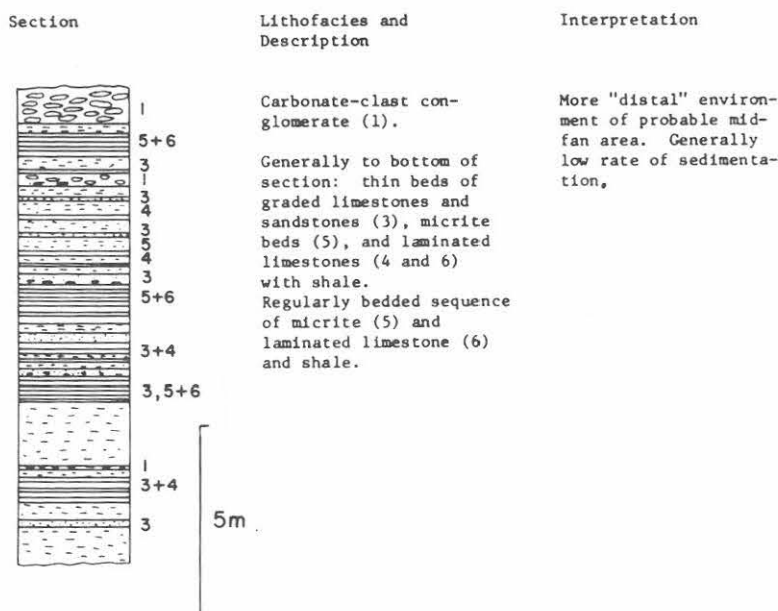 Section
Lithofacies and
Description
Interpretation
1
5+6
3
1
3
4
3
5
4
3
5+6
3+4
3,5+6
1
3+4
3
5m
Carbonate-clast con-
glomerate (1).
Generally to bottom of
section: thin beds of
graded limestones and
sandstones (3), micrite
beds (5), and laminated
limestones (4 and 6)
with shale.
Regularly bedded sequence
of micrite (5) and
laminated limestone (6)
and shale.
More "distal" environ-
ment of probable mid-
fan area. Generally
low rate of sedimenta-
tion.